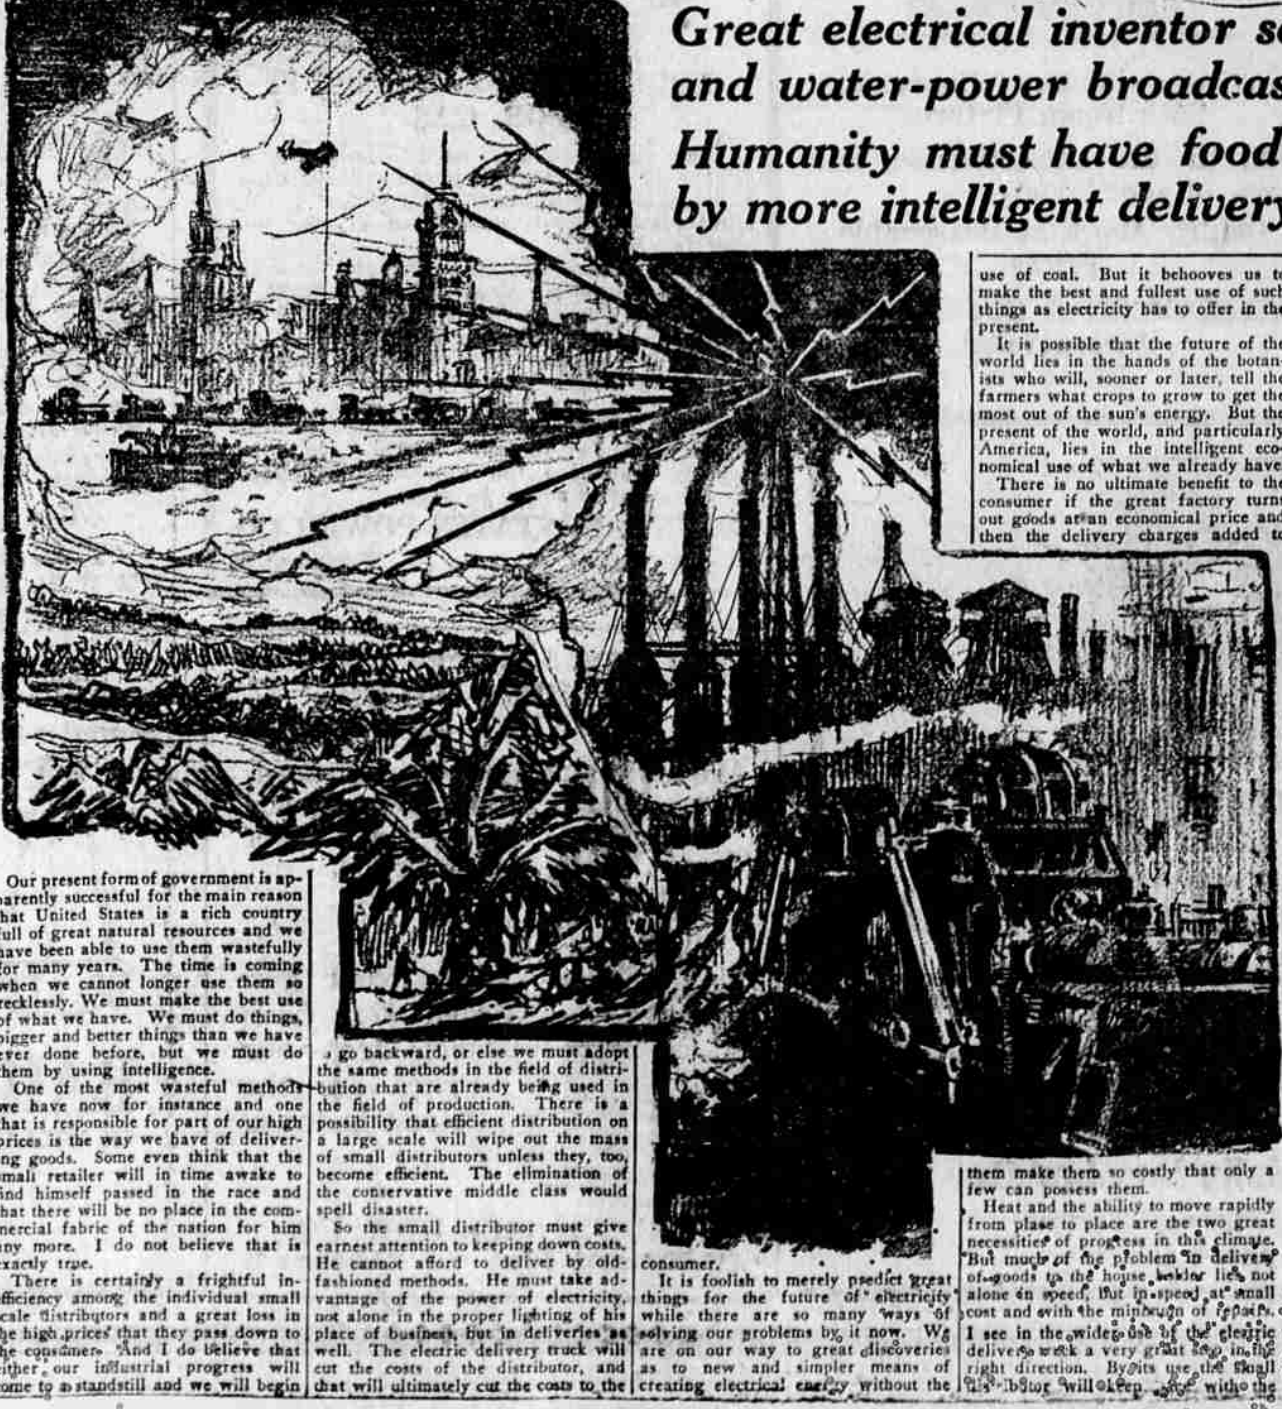 Great electrical inventor
and water-power
Humanity must have food
by more intelligent delivery
Our present form of government is ap-
parently successful for the main reason
that United States is a rich country
full of great natural resources and we
have been able to use them wastefully
for many years. The time is coming
when we cannot longer use them so
recklessly. We must make the best use
of what we have. We must do things,
bigger and better things than we have
ever done before, but we must do
them by using intelligence.
One of the most wasteful methods
we have now for instance and one
that is responsible for part of our high
prices is the way we have of deliver-
ing goods. Some even think that the
small retailer will in time awake to
find himself passed in the race and
that there will be no place in the com-
mercial fabric of the nation for him
any more. I do not believe that is
exactly true.
There is certainly a frightful in-
efficiency among the individual small
scale distributors and a great loss in
the high prices that they pass down to
the consumer. And I do believe that
either our industrial progress will
come to a standstill and we will begin
go backward, or else we must adopt
the same methods in the field of distri-
bution that are already being used in
the field of production. There is a
possibility that efficient distribution on
a large scale will wipe out the mass
of small distributors unless they, too,
become efficient. The elimination of
the conservative middle class would
spell disaster.
So the small distributor must give
earnest attention to keeping down costs.
He cannot afford to deliver by old-
fashioned methods. He must take ad-
vantage of the power of electricity,
not alone in the proper lighting of his
place of business, but in deliveries as
well. The electric delivery truck will
cut the costs of the distributor, and
that will ultimately cut the costs to the
consumer.
It is foolish to merely predict great
things for the future of electricity
while there are so many ways of
solving our problems by it now. We
are on our way to great discoveries
as to new and simpler means of
creating electrical energy without the
use of coal. But it behooves us to
make the best and fullest use of such
things as electricity has to offer in the
present.
It is possible that the future of the
world lies in the hands of the botan-
ists who will, sooner or later, tell the
farmers what crops to grow to get the
most out of the sun's energy. But the
present of the world, and particularly
America, lies in the intelligent eco-
nomical use of what we already have
There is no ultimate benefit to the
consumer if the great factory turns
out goods at an economical price and
then the delivery charges added to
them make them so costly that only a
few can possess them.
Heat and the ability to move rapidly
from place to place are the two great
necessities of progress in this climate.
But much of the problem in delivery
of goods to the house holder lies not
alone in speed, but in speed at small
cost and with the minimum of repairs.
I see in the wider use of the electric
delivery truck a very great step in the
right direction. By its use the small
distributor will keep with the